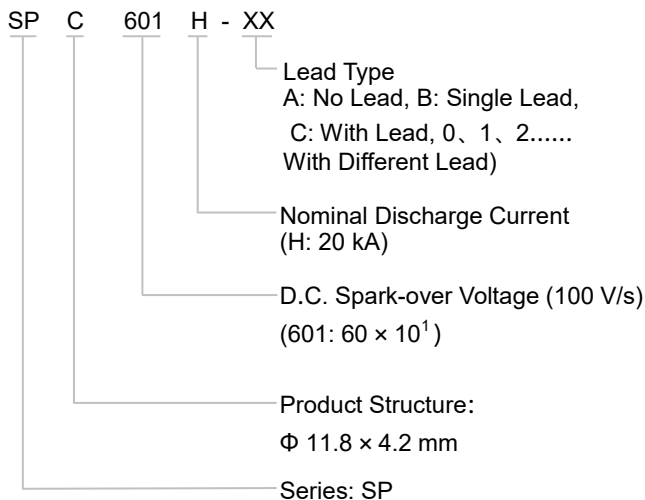 SP C 601 H - XX
Lead Type
A: No Lead, B: Single Lead,
C: With Lead, 0、1、2......
With Different Lead)
Nominal Discharge Current
(H: 20 kA)
D.C. Spark-over Voltage (100 V/s)
(601: 60 × 10¹)
Product Structure:
Φ 11.8 × 4.2 mm
Series: SP